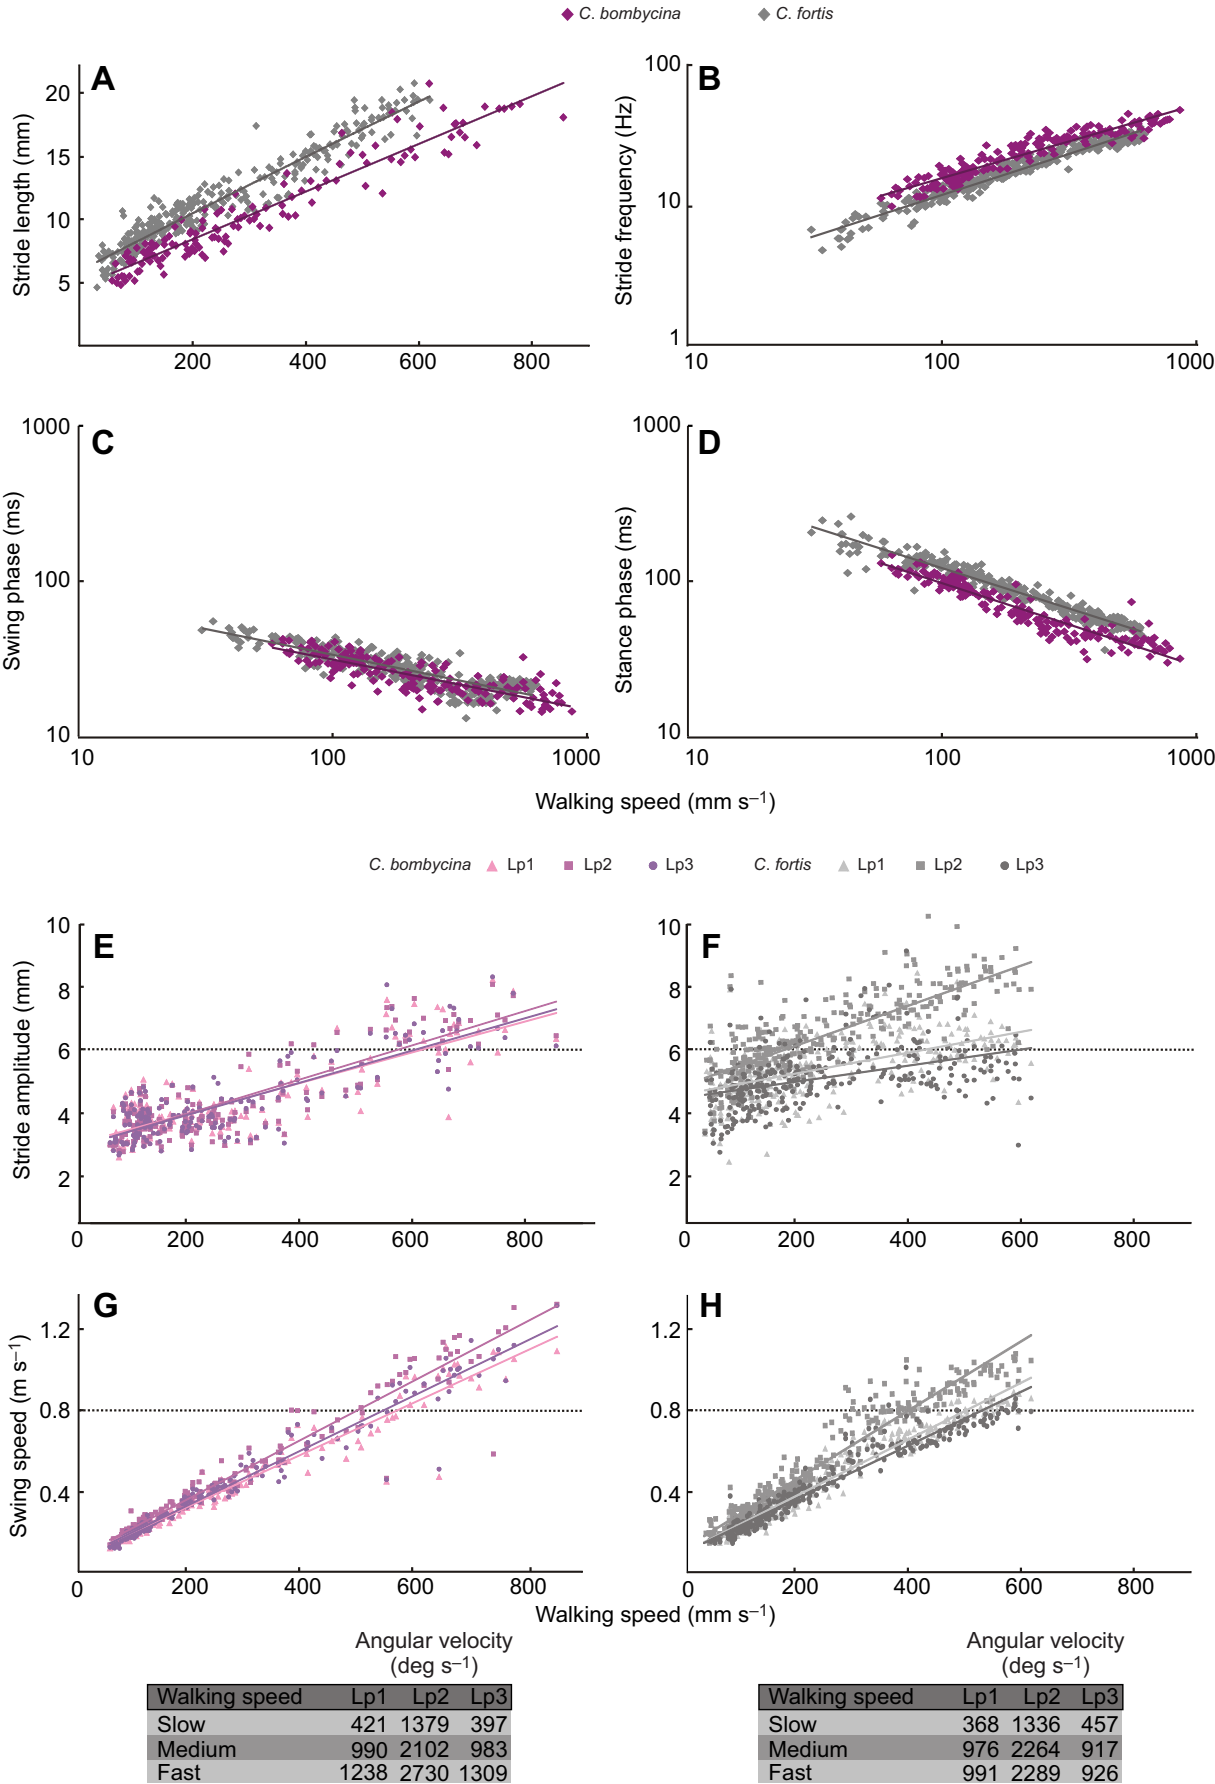 C. bombycina C. fortis
A
Stride length (mm)
20
15
10
5
200 400 600 800
B
Stride frequency (Hz)
100
10
1
10 100 1000
C
Swing phase (ms)
1000
100
10
10 100 1000
D
Stance phase (ms)
1000
100
10
10 100 1000
Walking speed (mm s–1)
C. bombycina Lp1 Lp2 Lp3 C. fortis Lp1 Lp2 Lp3
E
Stride amplitude (mm)
10
8
6
4
2
0 200 400 600 800
F
10
8
6
4
2
0 200 400 600 800
G
Swing speed (m s–1)
1.2
0.8
0.4
0 200 400 600 800
H
1.2
0.8
0.4
0 200 400 600 800
Walking speed (mm s–1)
Angular velocity
(deg s–1)
Walking speed Lp1 Lp2 Lp3
Slow 421 1379 397
Medium 990 2102 983
Fast 1238 2730 1309
Angular velocity
(deg s–1)
Walking speed Lp1 Lp2 Lp3
Slow 368 1336 457
Medium 976 2264 917
Fast 991 2289 926